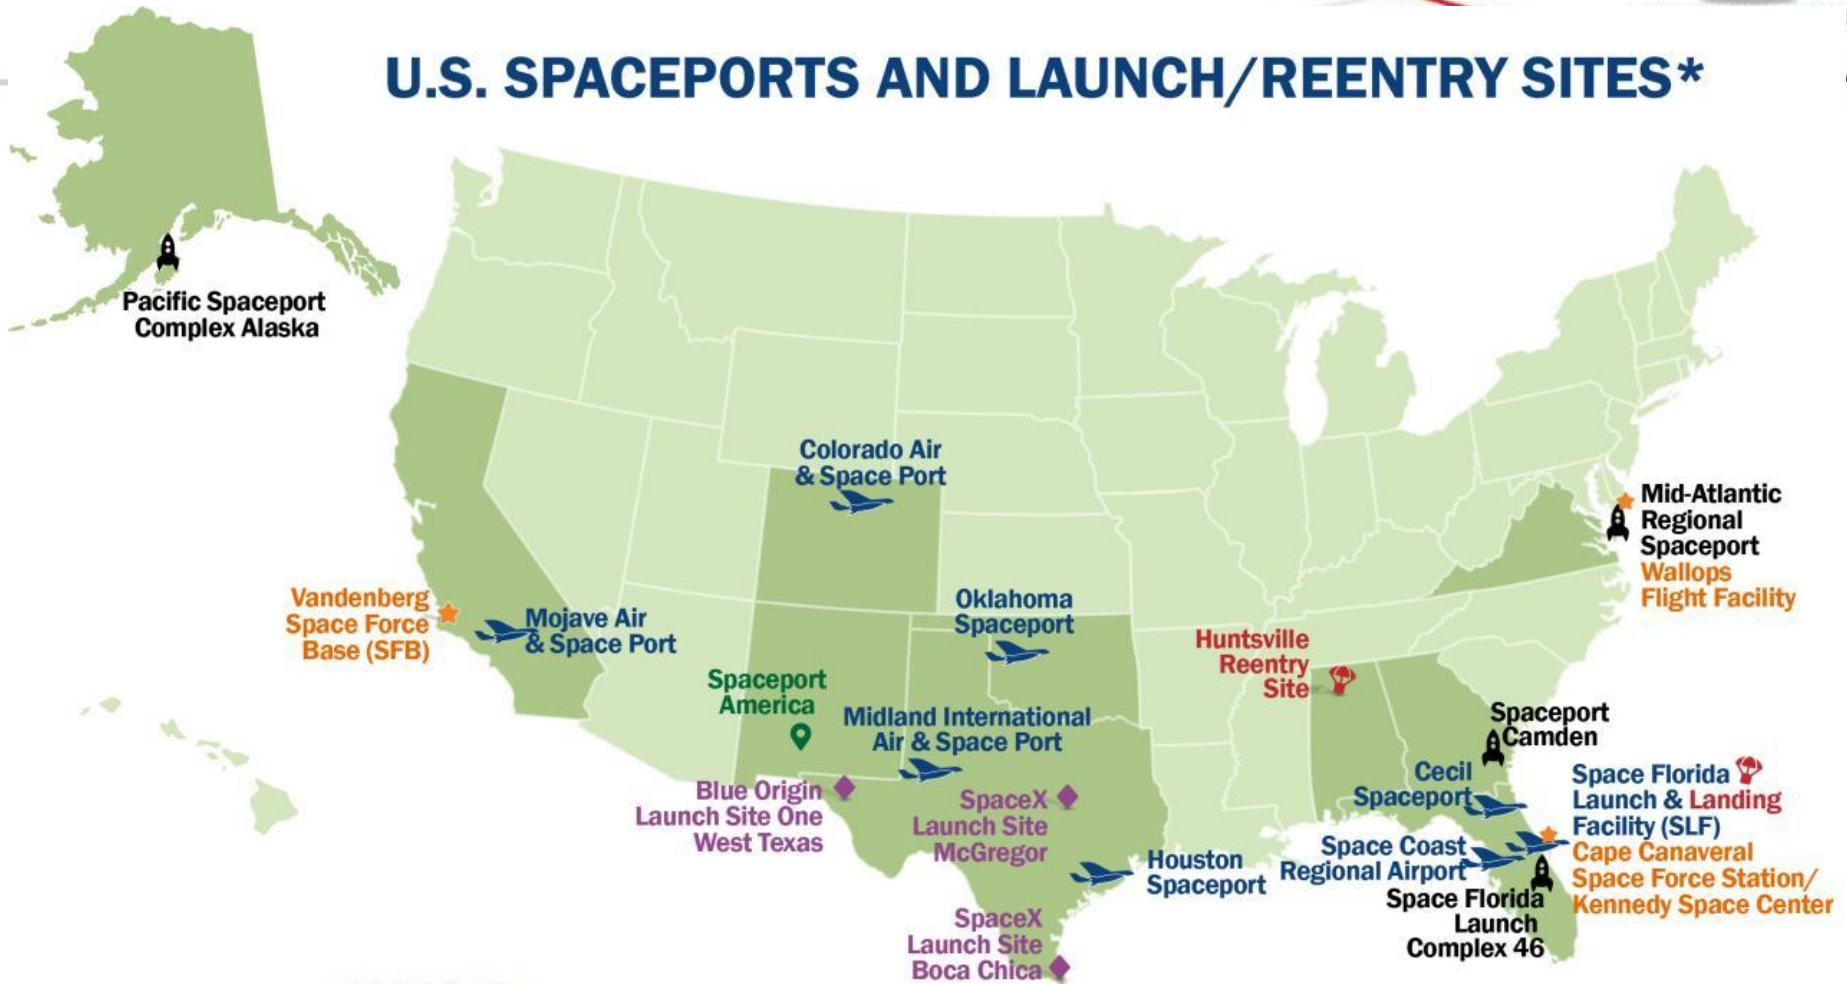 U.S. SPACEPORTS AND LAUNCH/REENTRY SITES*
Pacific Spaceport
Complex Alaska
Colorado Air
& Space Port
Mid-Atlantic
Regional
Spaceport
Wallops
Flight Facility
Vandenberg
Space Force
Base (SFB)
Mojave Air
& Space Port
Oklahoma
Spaceport
Huntsville
Reentry
Site
Spaceport
America
Midland International
Air & Space Port
Spaceport
Camden
Blue Origin
Launch Site One
West Texas
SpaceX
Launch Site
McGregor
Cecil
Spaceport
Space Florida
Launch & Landing
Facility (SLF)
Cape Canaveral
Space Force Station/
Kennedy Space Center
Houston
Spaceport
Space Coast
Regional Airport
Space Florida
Launch
Complex 46
SpaceX
Launch Site
Boca Chica